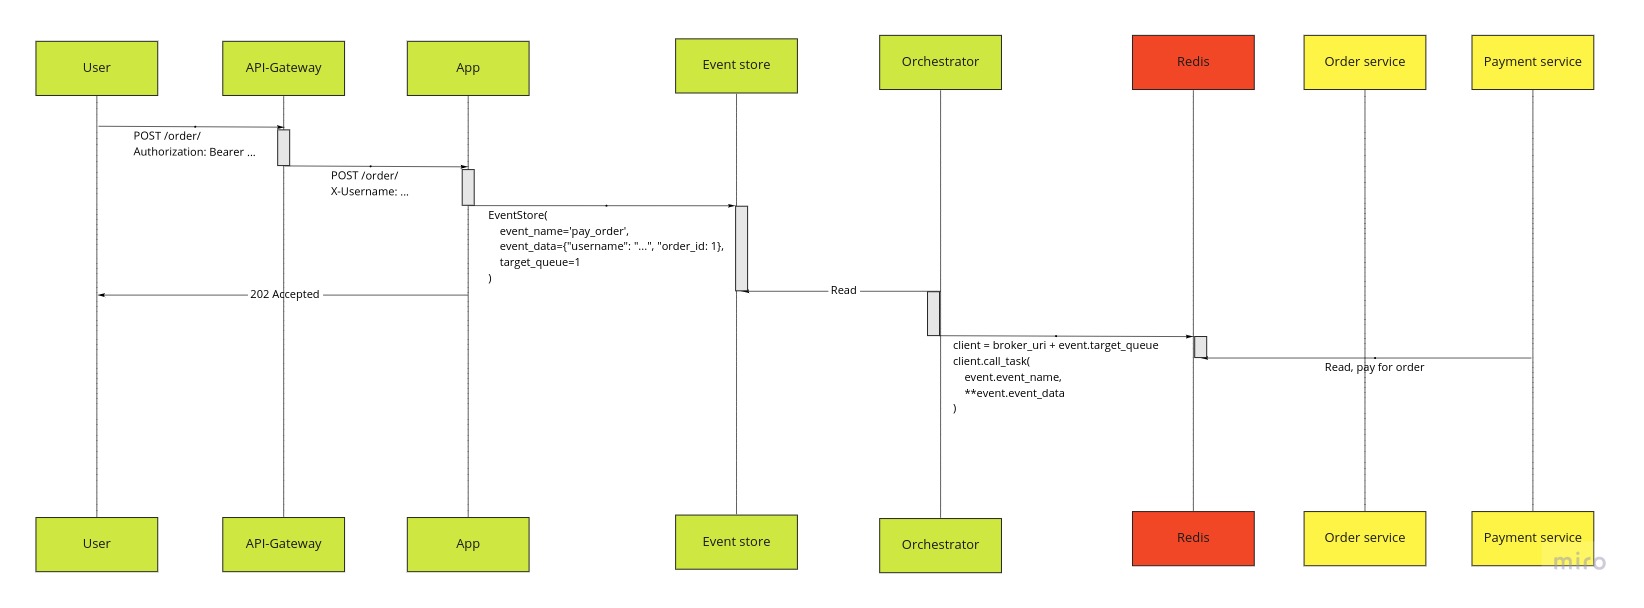 User
API-Gateway
App
Event store
Orchestrator
Redis
Order service
Payment service
POST /order/
Authorization: Bearer ...
POST /order/
X-Username: ...
EventStore(
    event_name='pay_order',
    event_data={"username": "...", "order_id: 1},
    target_queue=1
)
202 Accepted
Read
client = broker_uri + event.target_queue
client.call_task(
    event.event_name,
    **event.event_data
)
Read, pay for order
User
API-Gateway
App
Event store
Orchestrator
Redis
Order service
Payment service
miro